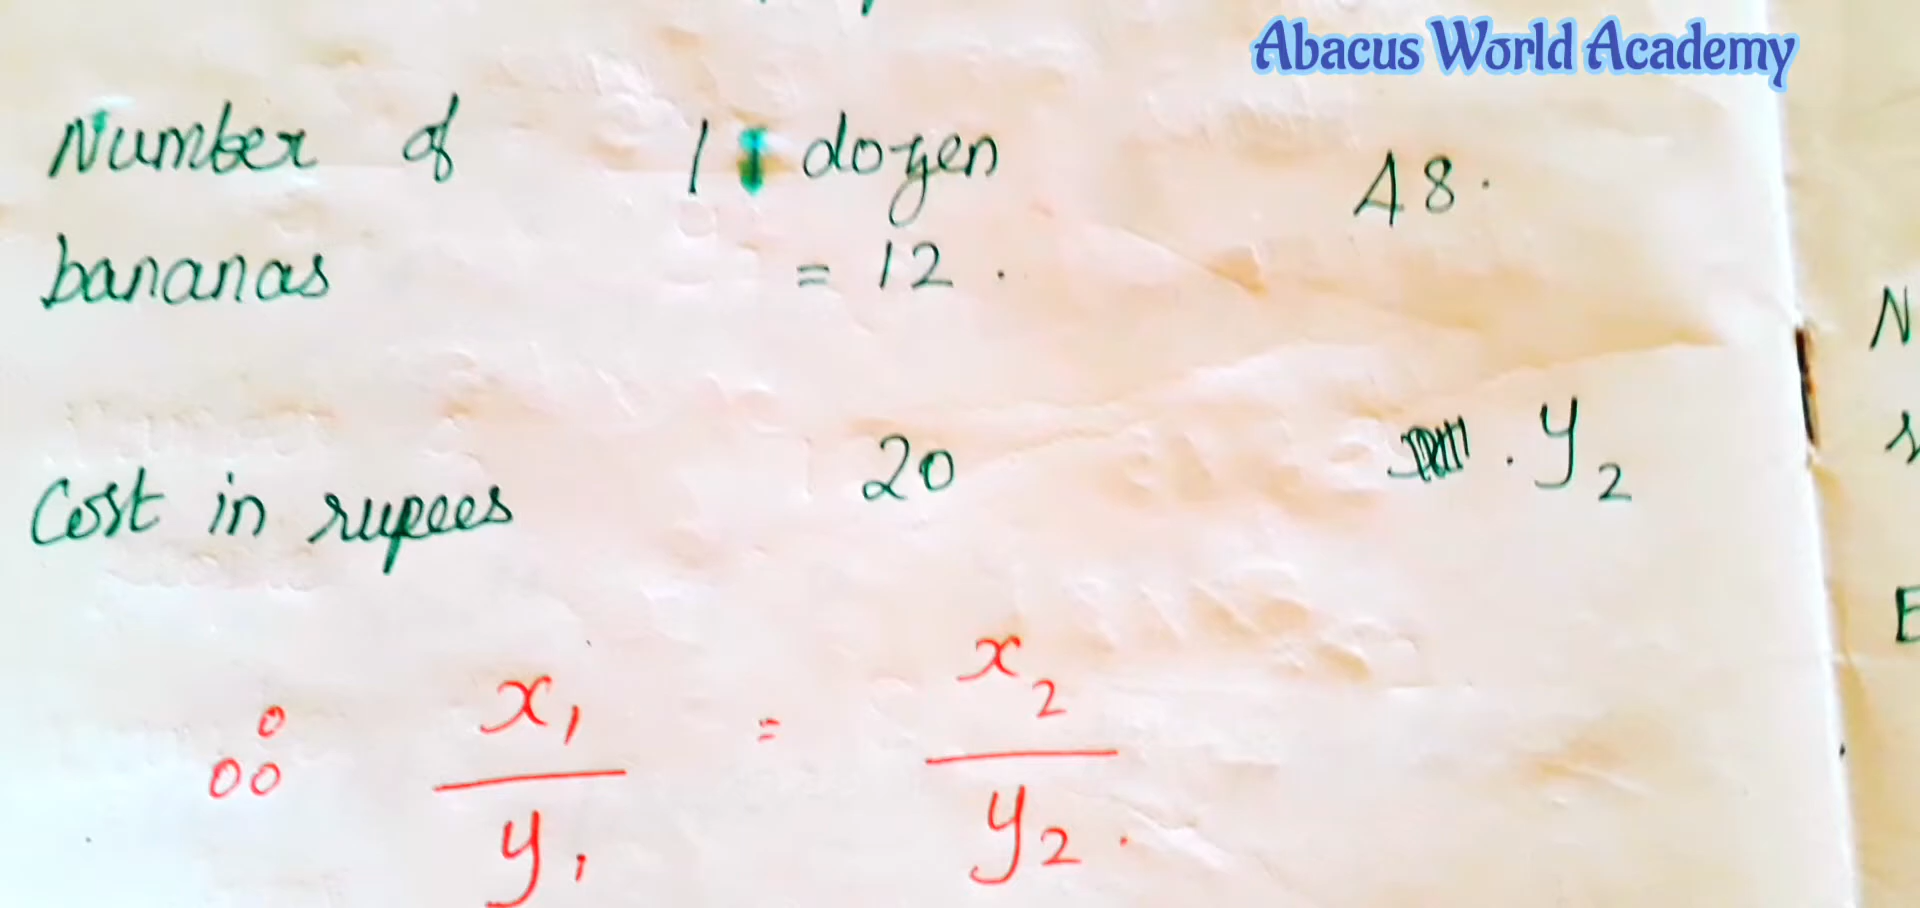 Abacus World Academy
Number of 1 dozen 48.
bananas = 12.
Cost in rupees 20 . y₂
∴ x₁ / y₁ = x₂ / y₂.
N
E